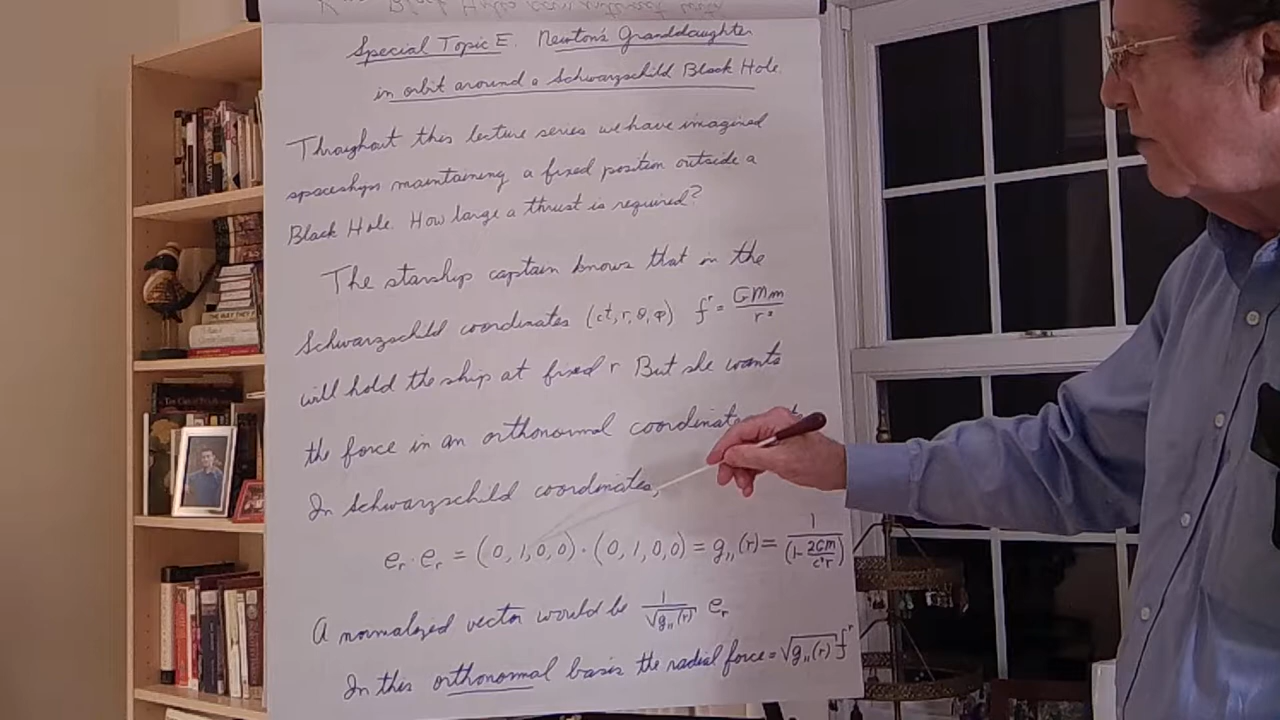 Black Holes can
Special Topic E. Newton's Granddaughter
in orbit around a Schwarzschild Black Hole.
Throughout this lecture series we have imagined
spaceships maintaining a fixed position outside a
Black Hole. How large a thrust is required?
The starship captain knows that in the
Schwarzschild coordinates (ct, r, θ, φ) f^r = GMm/r²
will hold the ship at fixed r But she wants
the force in an orthonormal coordinate
In Schwarzschild coordinates,
e_r · e_r = (0, 1, 0, 0) · (0, 1, 0, 0) = g_11(r) = 1/(1 - 2GM/c²r)
A normalized vector would be 1/√g_11(r) e_r
In this orthonormal basis the radial force = √g_11(r) f^r